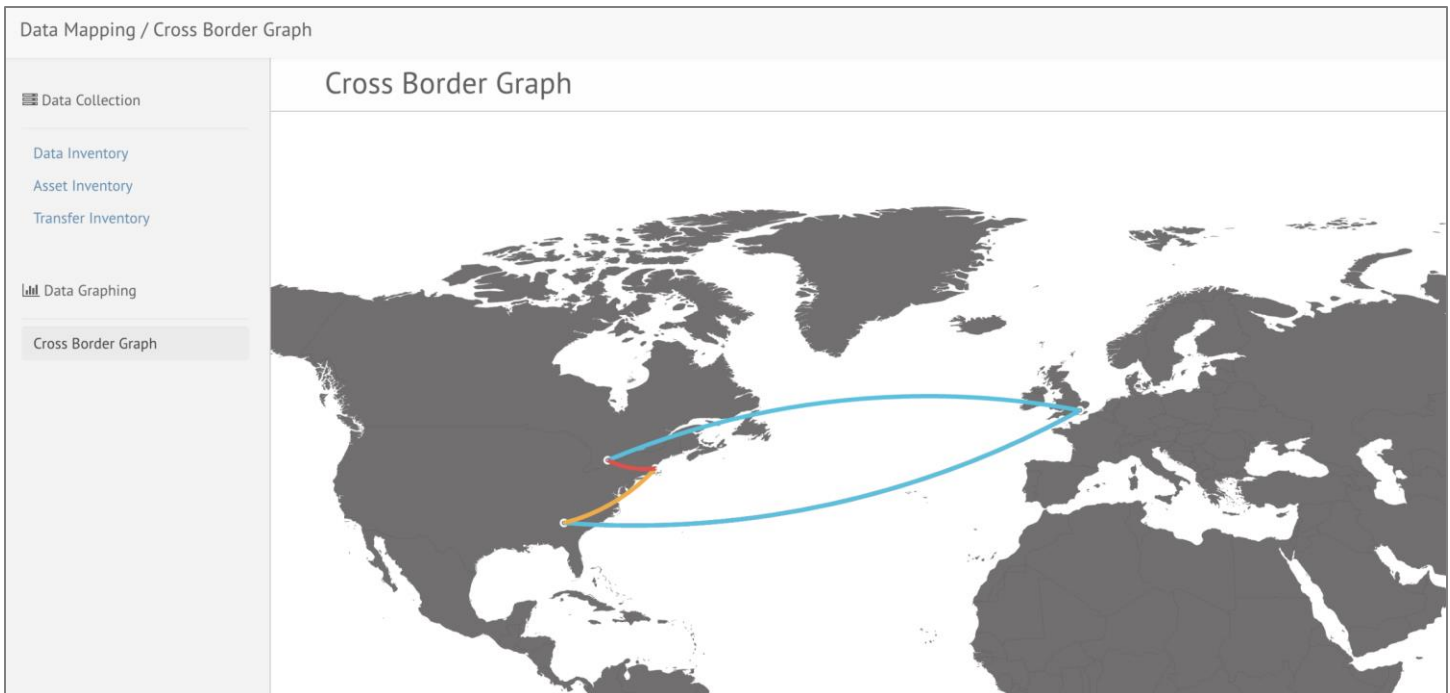 Data Mapping / Cross Border Graph
Data Collection
Data Inventory
Asset Inventory
Transfer Inventory
Data Graphing
Cross Border Graph
Cross Border Graph